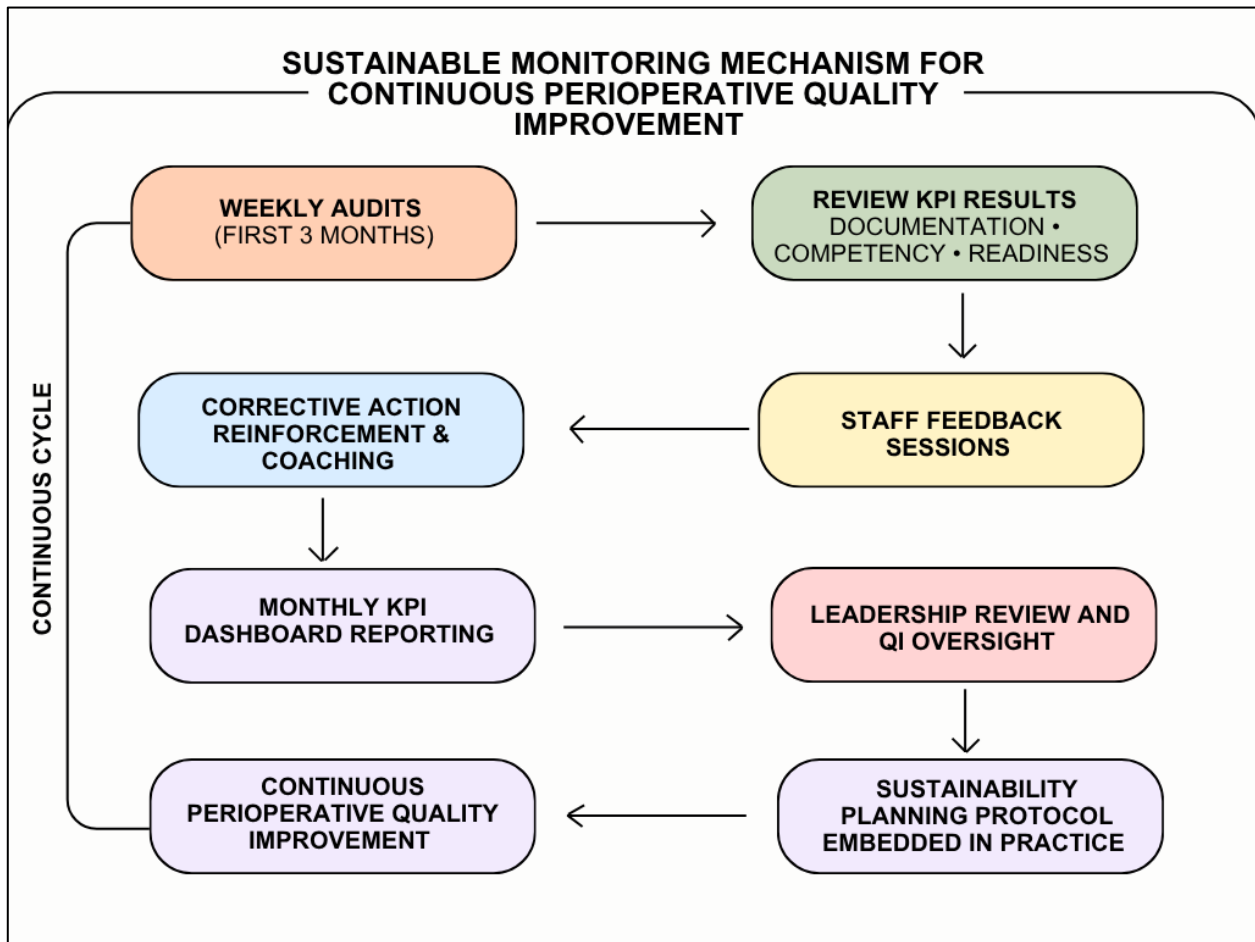 SUSTAINABLE MONITORING MECHANISM FOR
CONTINUOUS PERIOPERATIVE QUALITY
IMPROVEMENT
WEEKLY AUDITS
(FIRST 3 MONTHS)
REVIEW KPI RESULTS
DOCUMENTATION •
COMPETENCY • READINESS
STAFF FEEDBACK
SESSIONS
CORRECTIVE ACTION
REINFORCEMENT &
COACHING
MONTHLY KPI
DASHBOARD REPORTING
LEADERSHIP REVIEW AND
QI OVERSIGHT
SUSTAINABILITY
PLANNING PROTOCOL
EMBEDDED IN PRACTICE
CONTINUOUS
PERIOPERATIVE QUALITY
IMPROVEMENT
CONTINUOUS CYCLE